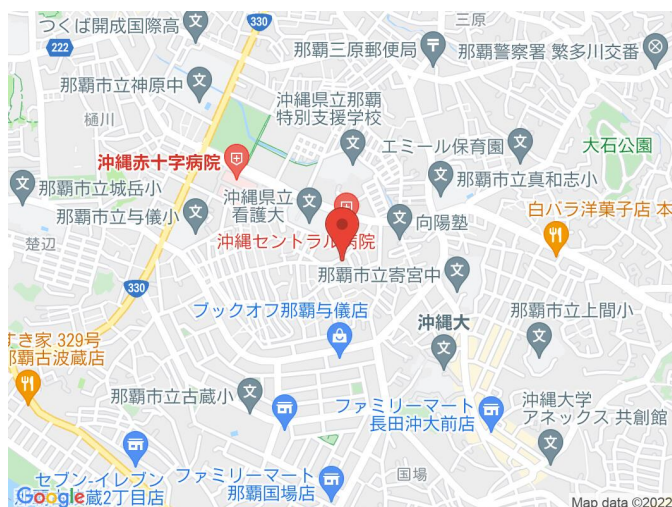 つくば開成国際高
330
222
那覇三原郵便局
三原
那覇警察署 繁多川交番
那覇市立神原中
樋川
沖縄県立那覇
特別支援学校
エミール保育園
大石公園
沖縄赤十字病院
那覇市立城岳小
那覇市立真和志小
沖縄県立
看護大
那覇市立与儀小
白バラ洋菓子店 本
向陽塾
楚辺
沖縄セントラル病院
那覇市立寄宮中
330
ブックオフ那覇与儀店
那覇市立上間小
沖縄大
すき家 329号
那覇古波蔵店
那覇市立古蔵小
ファミリーマート
長田沖大前店
沖縄大学
アネックス 共創館
セブン-イレブン
蔵2丁目店
ファミリーマート
那覇国場店
国場
Google
Map data ©2022